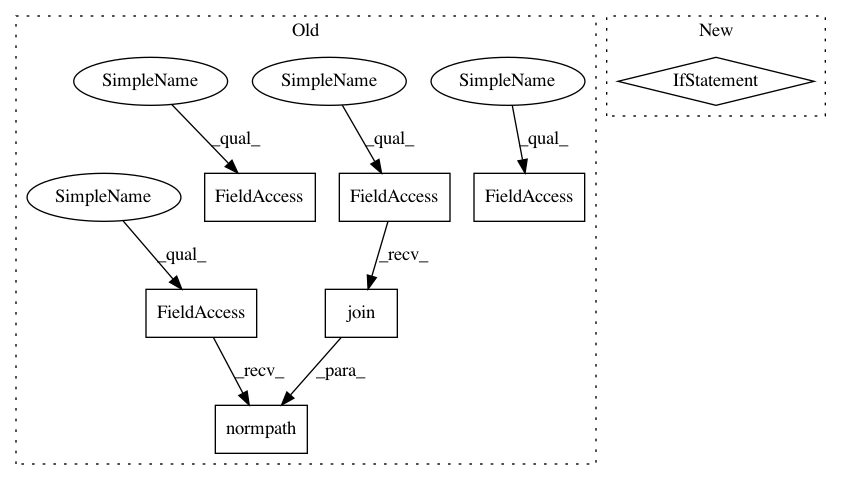 Old
New
SimpleName
SimpleName
SimpleName
IfStatement
_qual_
_qual_
_qual_
SimpleName
FieldAccess
FieldAccess
FieldAccess
_qual_
_recv_
FieldAccess
join
_recv_
_para_
normpath